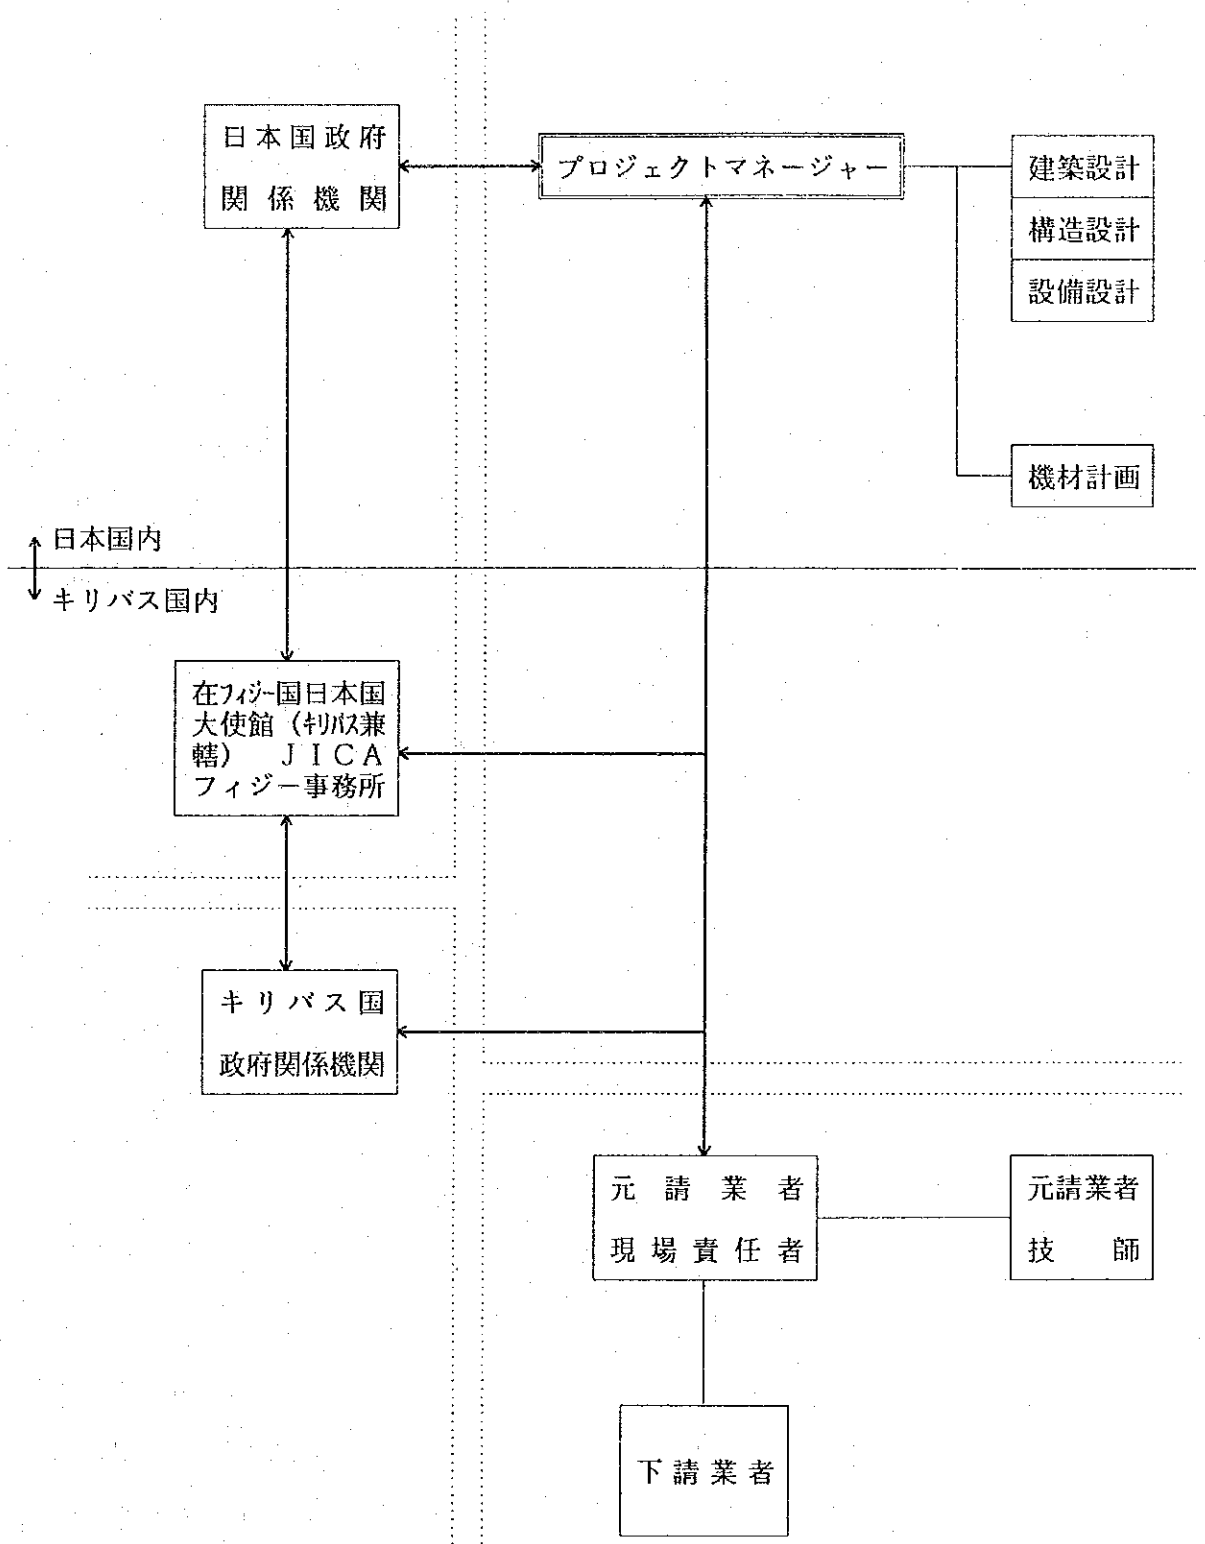 日本国政府
関係機関
プロジェクトマネージャー
建築設計
構造設計
設備設計
機材計画
日本国内
キリバス国内
在フィジー国日本国
大使館（キリバス兼
轄） ＪＩＣＡ
フィジー事務所
キリバス国
政府関係機関
元請業者
現場責任者
元請業者
技師
下請業者